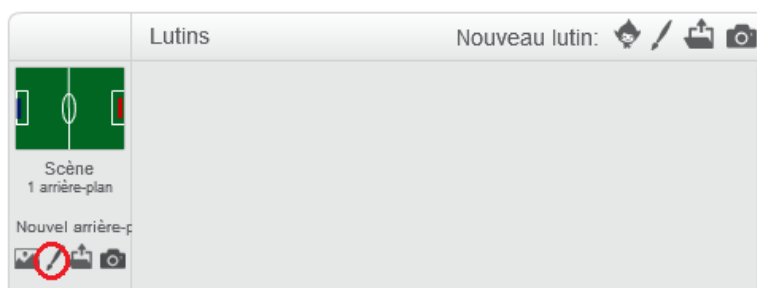 Lutins
Nouveau lutin:
Scène
1 arrière-plan
Nouvel arrière-p